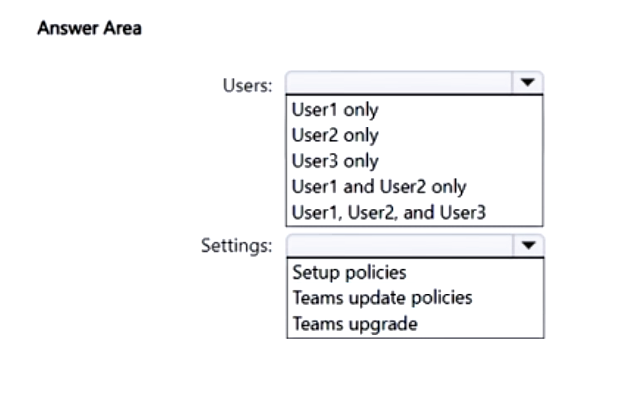 Answer Area
Users:
User1 only
User2 only
User3 only
User1 and User2 only
User1, User2, and User3
Settings:
Setup policies
Teams update policies
Teams upgrade